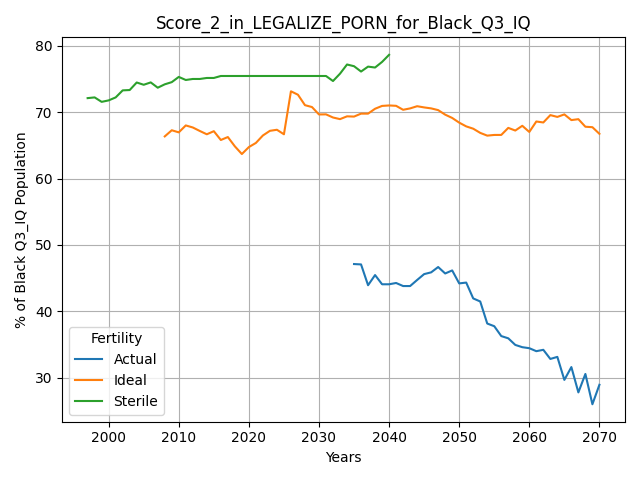 Score_2_in_LEGALIZE_PORN_for_Black_Q3_IQ
80
70
60
50
40
30
% of Black Q3_IQ Population
Fertility
Actual
Ideal
Sterile
2000 2010 2020 2030 2040 2050 2060 2070
Years